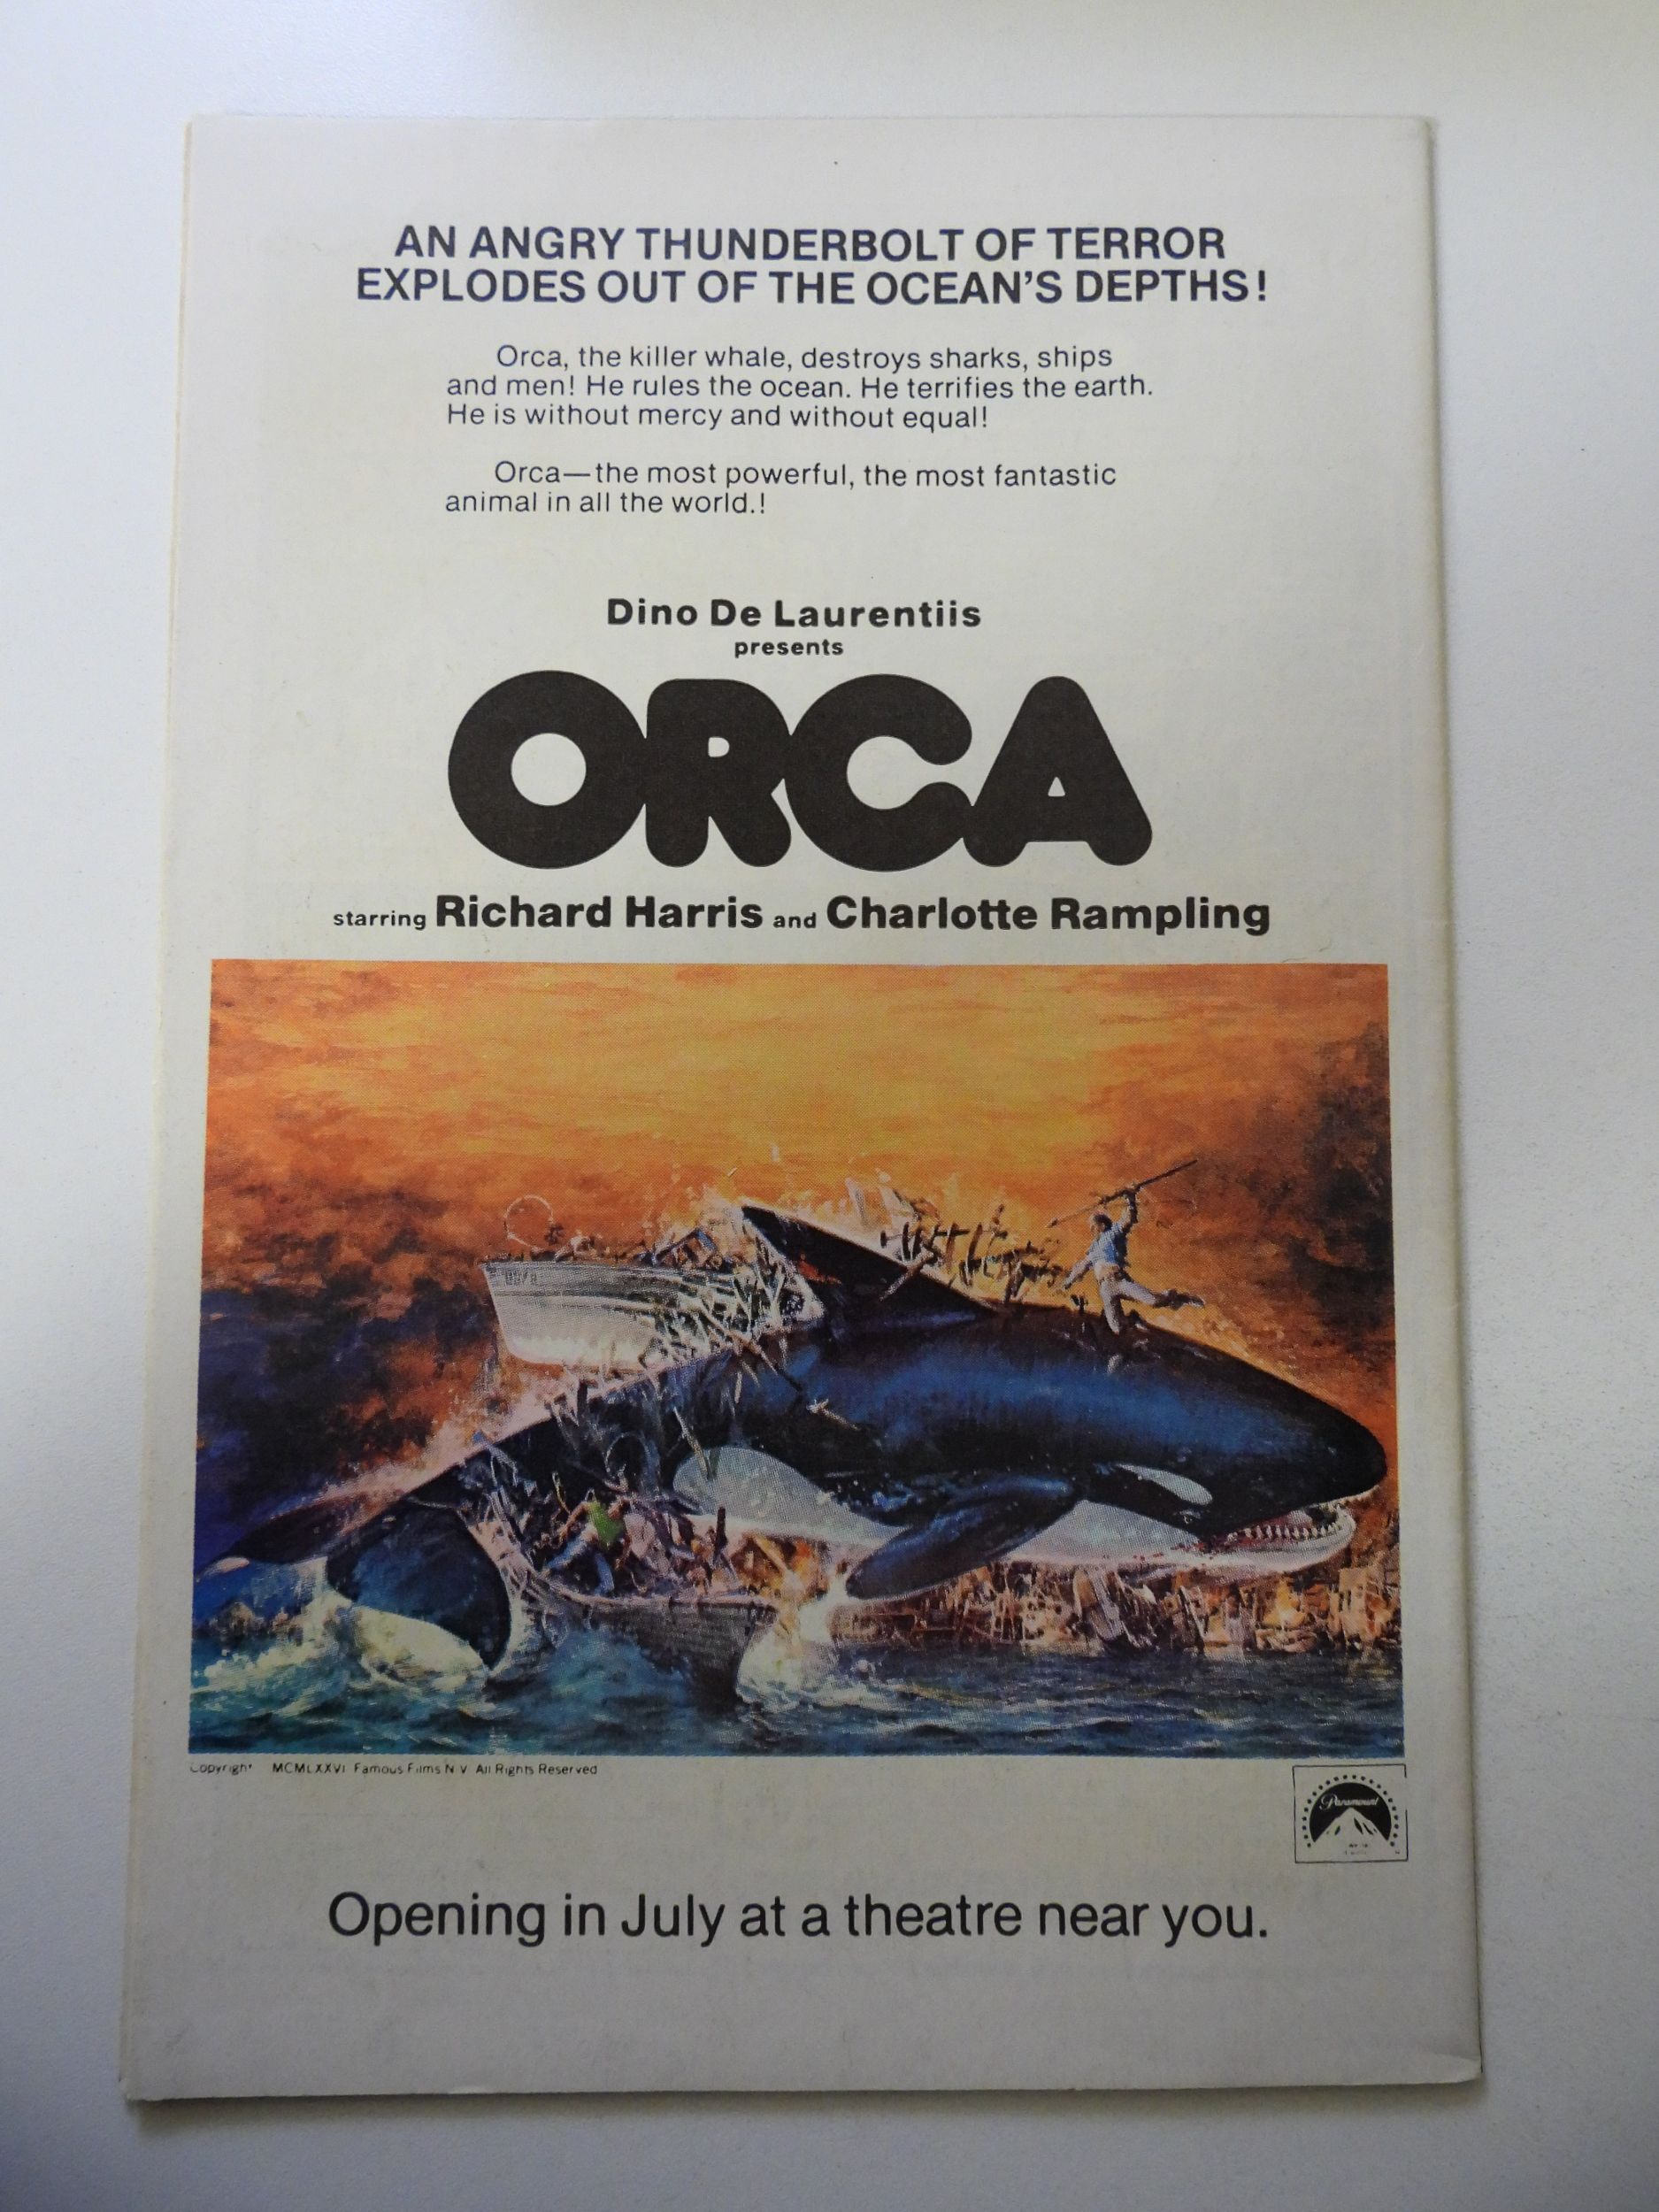 AN ANGRY THUNDERBOLT OF TERROR
EXPLODES OUT OF THE OCEAN'S DEPTHS!
Orca, the killer whale, destroys sharks, ships
and men! He rules the ocean. He terrifies the earth.
He is without mercy and without equal!
Orca—the most powerful, the most fantastic
animal in all the world.!
Dino De Laurentiis
presents
ORCA
starring Richard Harris and Charlotte Rampling
Copyright MCMLXXVI Famous Films N V All Rights Reserved
Paramount
Opening in July at a theatre near you.